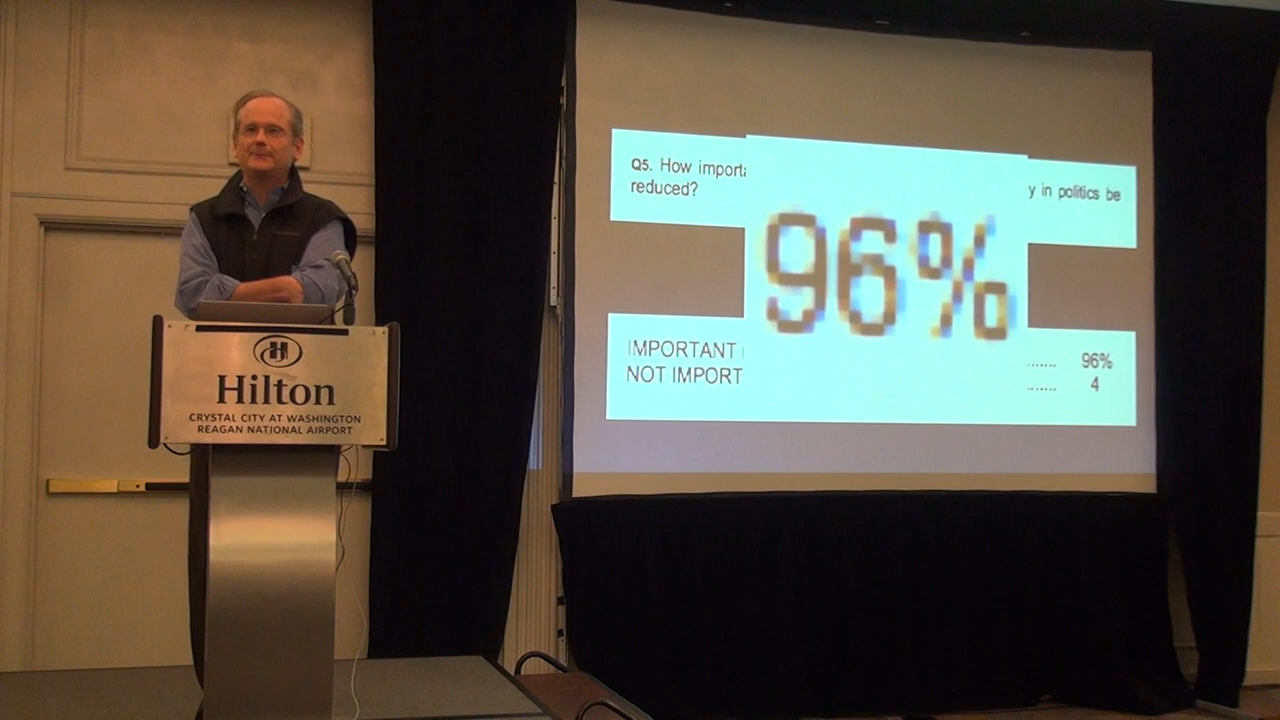 Hilton
CRYSTAL CITY AT WASHINGTON
REAGAN NATIONAL AIRPORT
Q5. How importa
y in politics be
reduced?
96%
IMPORTANT
....... 96%
NOT IMPORT
....... 4